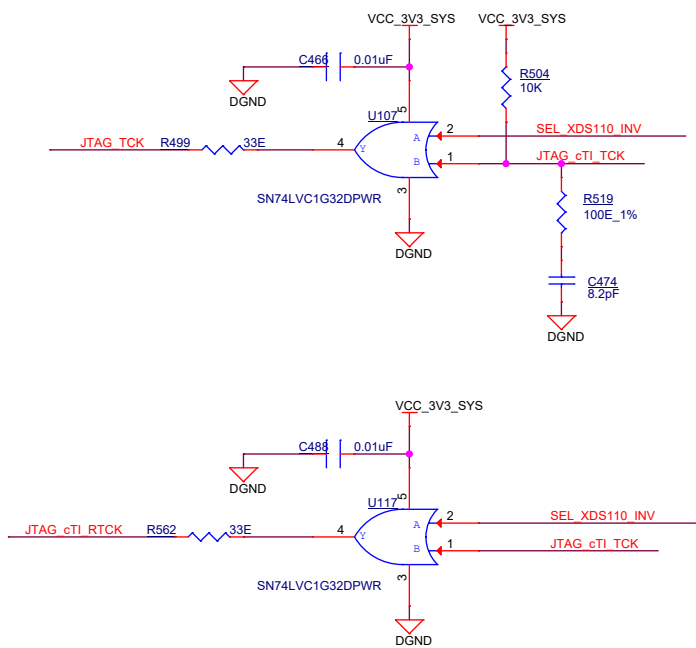 VCC_3V3_SYS
VCC_3V3_SYS
C466
0.01uF
R504
10K
DGND
5
U107
JTAG_TCK
R499
33E
4
Y
A
2
SEL_XDS110_INV
B
1
JTAG_cTI_TCK
3
SN74LVC1G32DPWR
R519
100E_1%
DGND
C474
8.2pF
DGND
VCC_3V3_SYS
C488
0.01uF
DGND
5
U117
JTAG_cTI_RTCK
R562
33E
4
Y
A
2
SEL_XDS110_INV
B
1
JTAG_cTI_TCK
3
SN74LVC1G32DPWR
DGND